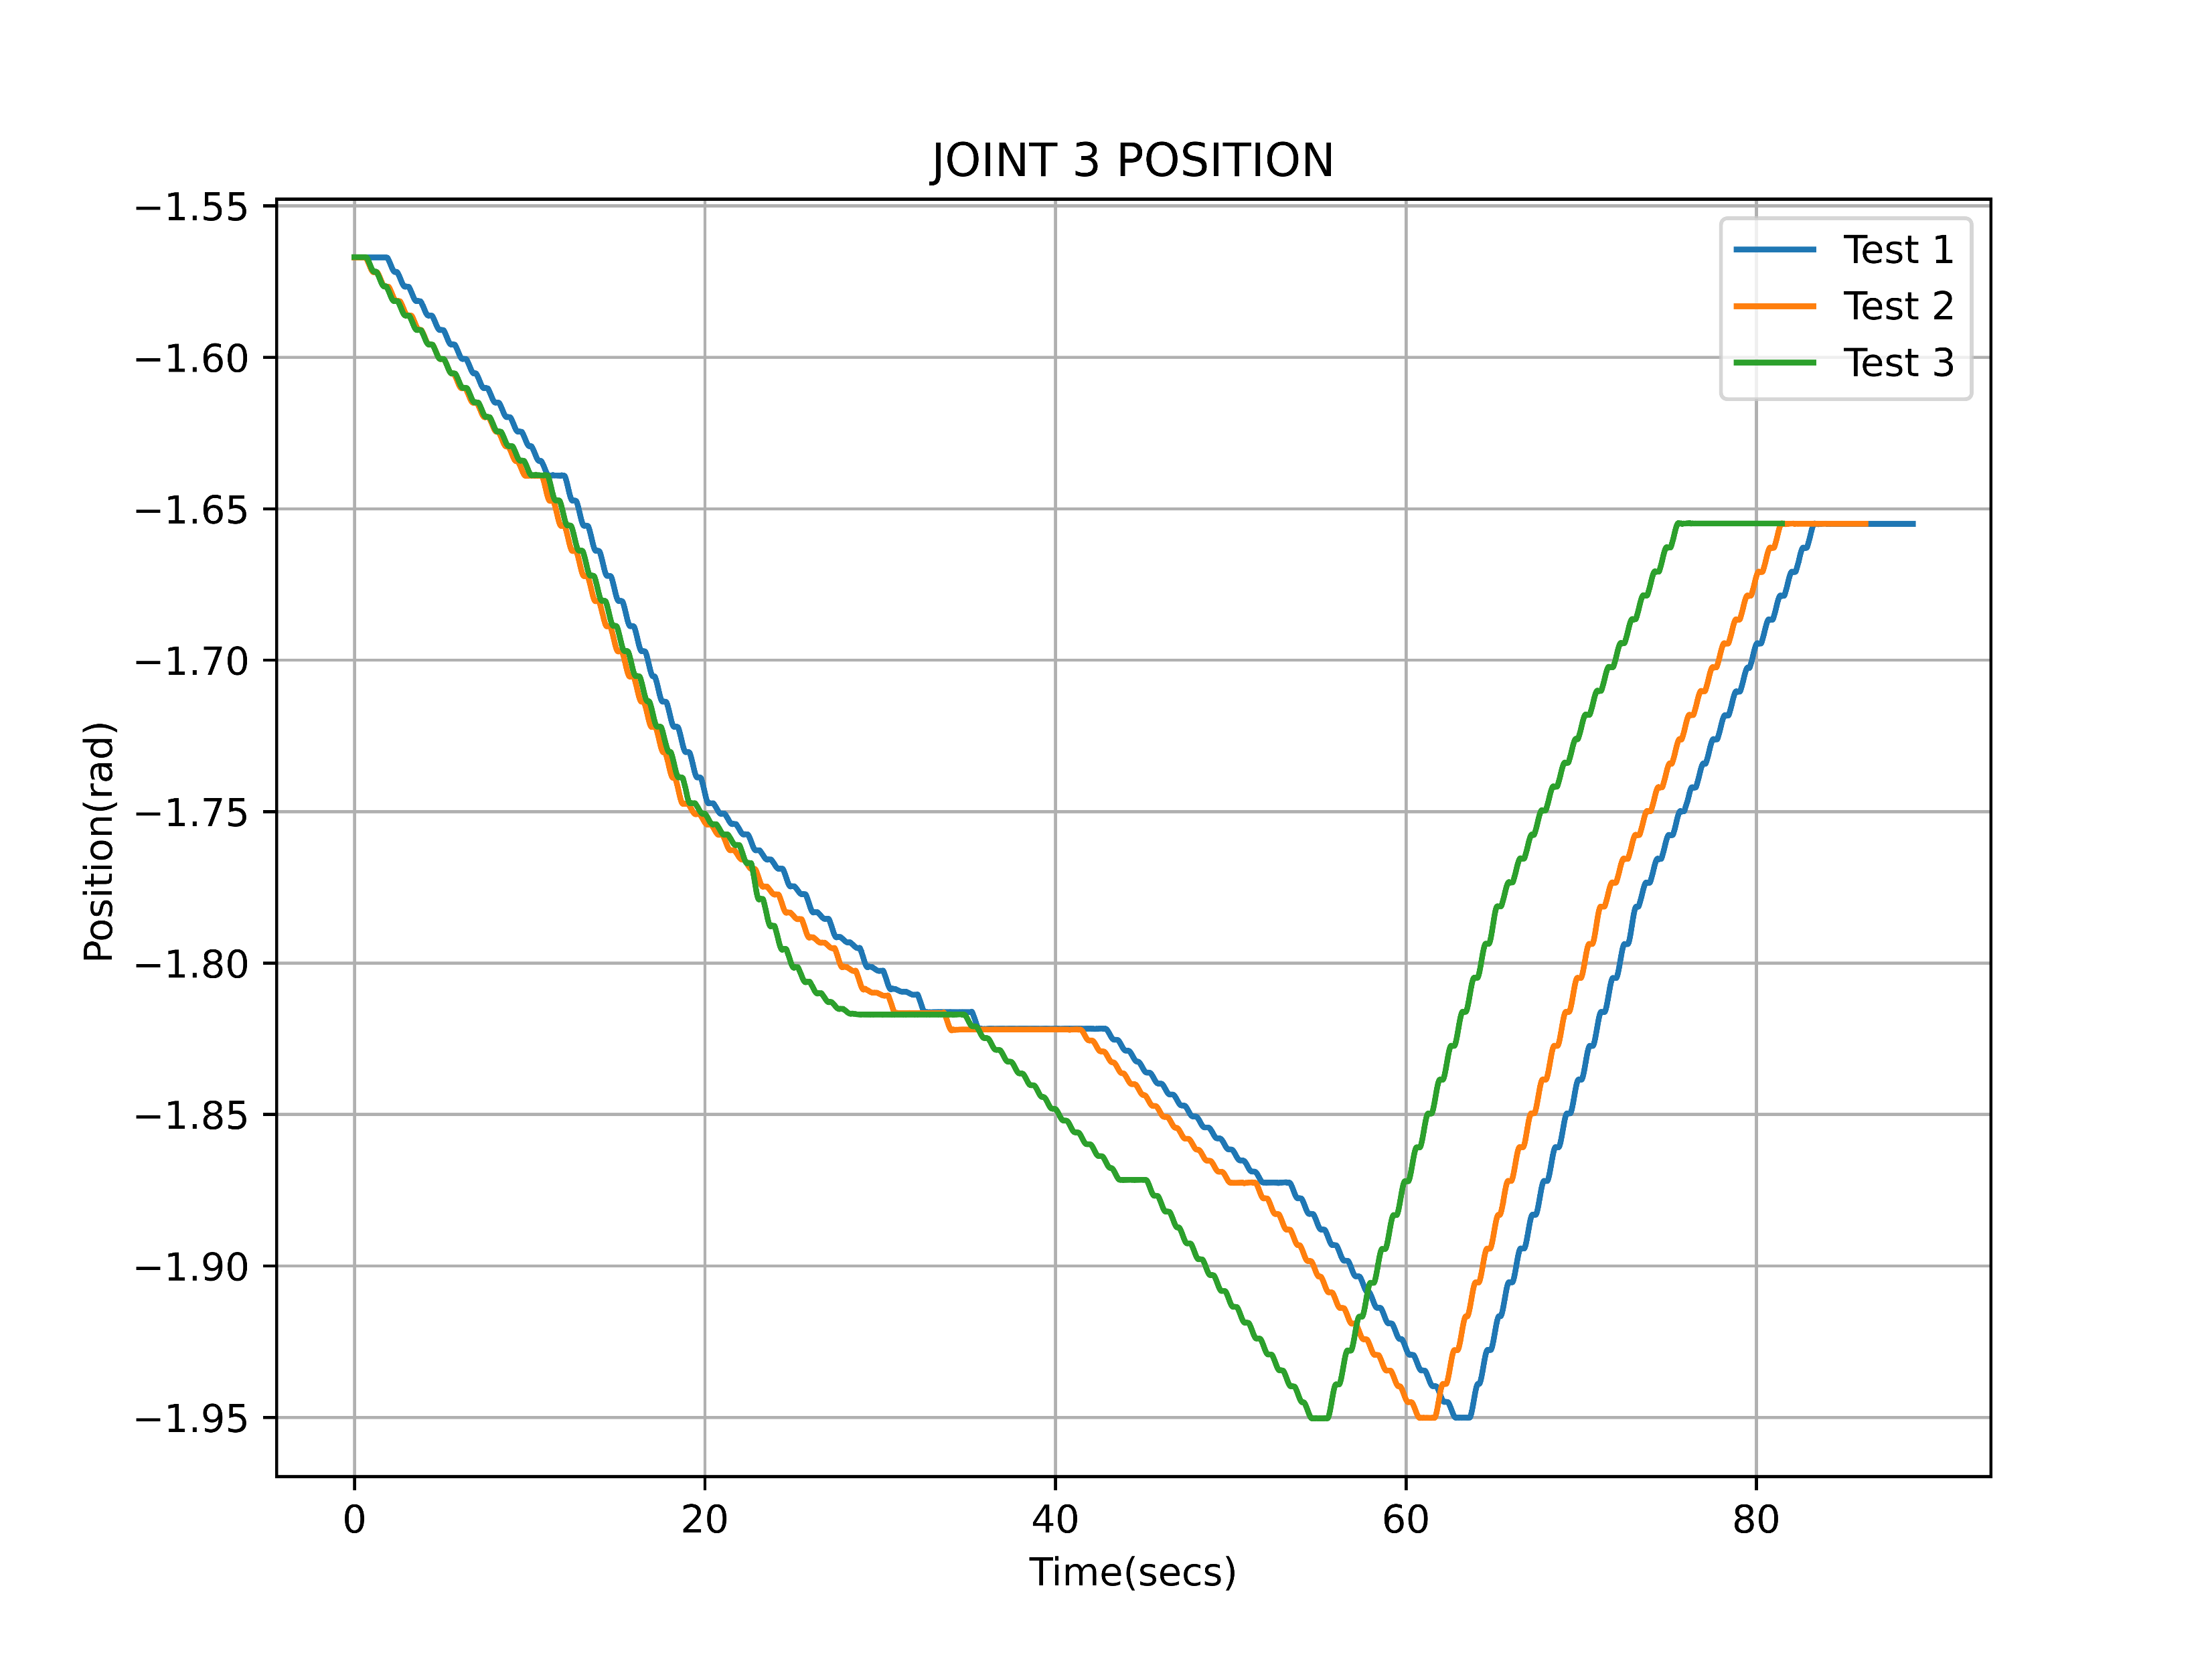 JOINT 3 POSITION
−1.55
−1.60
−1.65
−1.70
−1.75
−1.80
−1.85
−1.90
−1.95
Position(rad)
Test 1
Test 2
Test 3
0 20 40 60 80
Time(secs)